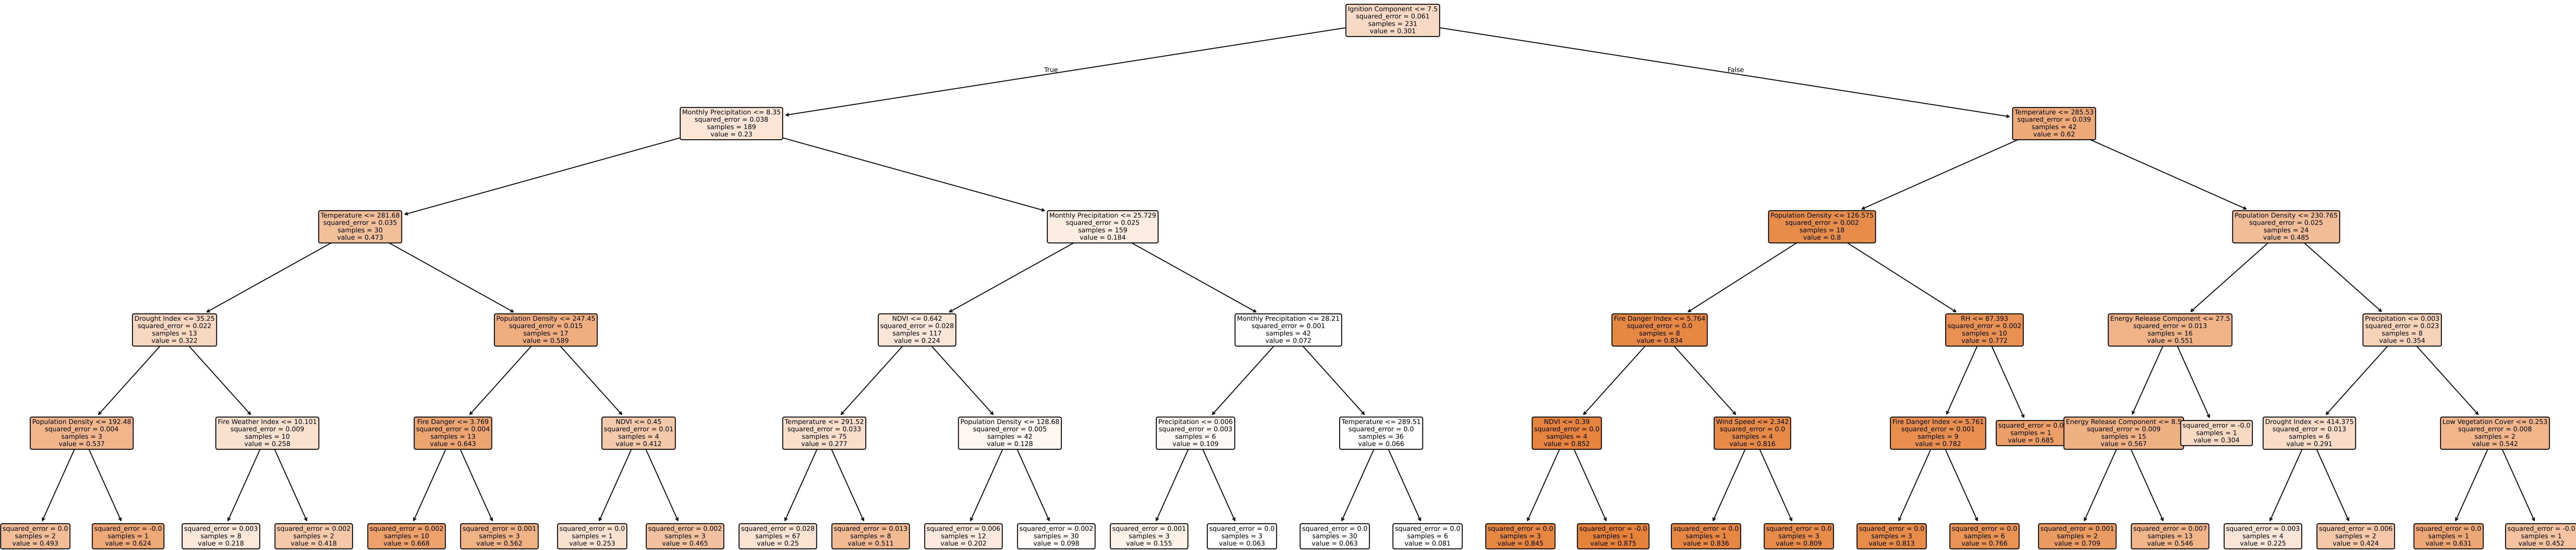 Ignition Component <= 7.5
squared_error = 0.061
samples = 231
value = 0.301
True
False
Monthly Precipitation <= 8.35
squared_error = 0.038
samples = 189
value = 0.23
Temperature <= 285.53
squared_error = 0.039
samples = 42
value = 0.62
Temperature <= 281.68
squared_error = 0.035
samples = 30
value = 0.473
Monthly Precipitation <= 25.729
squared_error = 0.025
samples = 159
value = 0.184
Population Density <= 126.575
squared_error = 0.002
samples = 18
value = 0.8
Population Density <= 230.765
squared_error = 0.025
samples = 24
value = 0.485
Drought Index <= 35.25
squared_error = 0.022
samples = 13
value = 0.322
Population Density <= 247.45
squared_error = 0.015
samples = 17
value = 0.589
NDVI <= 0.642
squared_error = 0.028
samples = 117
value = 0.224
Monthly Precipitation <= 28.21
squared_error = 0.001
samples = 42
value = 0.072
Fire Danger Index <= 5.764
squared_error = 0.0
samples = 8
value = 0.834
RH <= 87.393
squared_error = 0.002
samples = 10
value = 0.772
Energy Release Component <= 27.5
squared_error = 0.013
samples = 16
value = 0.551
Precipitation <= 0.003
squared_error = 0.023
samples = 8
value = 0.354
Population Density <= 192.48
squared_error = 0.004
samples = 3
value = 0.537
Fire Weather Index <= 10.101
squared_error = 0.009
samples = 10
value = 0.258
Fire Danger <= 3.769
squared_error = 0.004
samples = 13
value = 0.643
NDVI <= 0.45
squared_error = 0.01
samples = 4
value = 0.412
Temperature <= 291.52
squared_error = 0.033
samples = 75
value = 0.277
Population Density <= 128.68
squared_error = 0.005
samples = 42
value = 0.128
Precipitation <= 0.006
squared_error = 0.003
samples = 6
value = 0.109
Temperature <= 289.51
squared_error = 0.0
samples = 36
value = 0.066
NDVI <= 0.39
squared_error = 0.0
samples = 4
value = 0.852
Wind Speed <= 2.342
squared_error = 0.0
samples = 4
value = 0.816
Fire Danger Index <= 5.761
squared_error = 0.001
samples = 9
value = 0.782
squared_error = 0.0
samples = 1
value = 0.685
Energy Release Component <= 8.5
squared_error = 0.009
samples = 15
value = 0.567
squared_error = -0.0
samples = 1
value = 0.304
Drought Index <= 414.375
squared_error = 0.013
samples = 6
value = 0.291
Low Vegetation Cover <= 0.253
squared_error = 0.008
samples = 2
value = 0.542
squared_error = 0.0
samples = 2
value = 0.493
squared_error = -0.0
samples = 1
value = 0.624
squared_error = 0.003
samples = 8
value = 0.218
squared_error = 0.002
samples = 2
value = 0.418
squared_error = 0.002
samples = 10
value = 0.668
squared_error = 0.001
samples = 3
value = 0.562
squared_error = 0.0
samples = 1
value = 0.253
squared_error = 0.002
samples = 3
value = 0.465
squared_error = 0.028
samples = 67
value = 0.25
squared_error = 0.013
samples = 8
value = 0.511
squared_error = 0.006
samples = 12
value = 0.202
squared_error = 0.002
samples = 30
value = 0.098
squared_error = 0.001
samples = 3
value = 0.155
squared_error = 0.0
samples = 3
value = 0.063
squared_error = 0.0
samples = 30
value = 0.063
squared_error = 0.0
samples = 6
value = 0.081
squared_error = 0.0
samples = 3
value = 0.845
squared_error = -0.0
samples = 1
value = 0.875
squared_error = 0.0
samples = 1
value = 0.836
squared_error = 0.0
samples = 3
value = 0.809
squared_error = 0.0
samples = 3
value = 0.813
squared_error = 0.0
samples = 6
value = 0.766
squared_error = 0.001
samples = 2
value = 0.709
squared_error = 0.007
samples = 13
value = 0.546
squared_error = 0.003
samples = 4
value = 0.225
squared_error = 0.006
samples = 2
value = 0.424
squared_error = 0.0
samples = 1
value = 0.631
squared_error = -0.0
samples = 1
value = 0.452